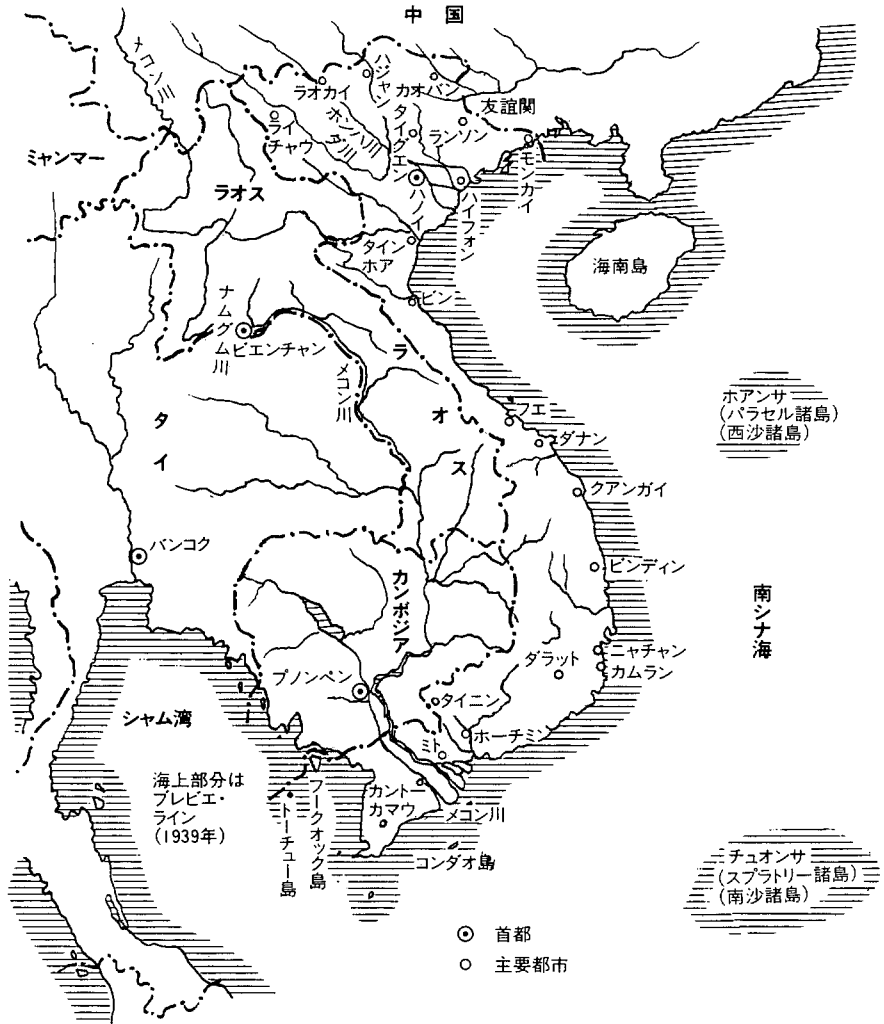 中国
メコン川
ハジャン
カオバン
ラオカイ
友誼関
ホンハ川
ダ川
タイグエン
ランソン
ライ
チャウ
ミャンマー
モンカイ
ラオス
ハノイ
ハイフォン
タイン
ホア
海南島
ビン
ナムグム川
ビエンチャン
メコン川
ラオス
タイ
フエ
ダナン
ホアンサ
(パラセル諸島)
(西沙諸島)
クアンガイ
バンコク
ビンディン
カンボジア
南シナ海
ニャチャン
ダラット
カムラン
プノンペン
タイニン
シャム湾
ホーチミン
ミト
海上部分は
ブレビエ・
ライン
(1939年)
カントー
カマウ
メコン川
フークオック島
トーチュー島
コンダオ島
チュオンサ
(スプラトリー諸島)
(南沙諸島)
首都
主要都市